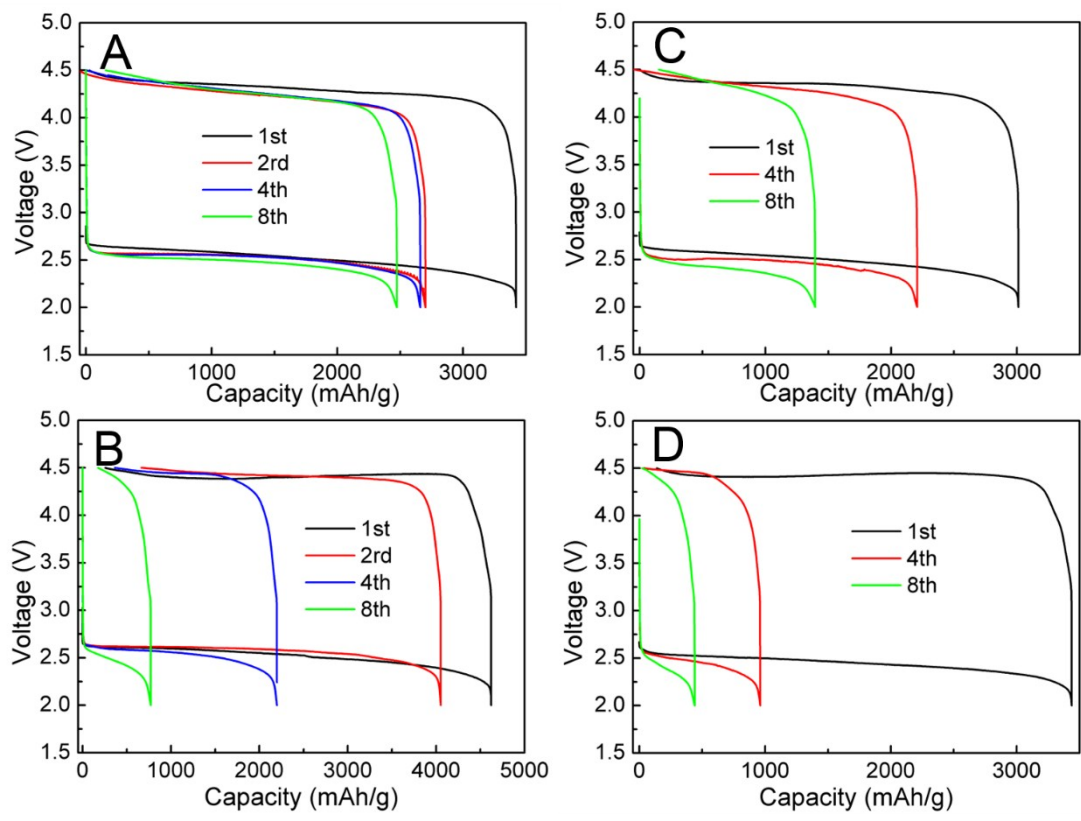 A
5.0
4.5
4.0
3.5
3.0
2.5
2.0
1.5
Voltage (V)
1st
2rd
4th
8th
0 1000 2000 3000
Capacity (mAh/g)
C
5.0
4.5
4.0
3.5
3.0
2.5
2.0
1.5
Voltage (V)
1st
4th
8th
0 1000 2000 3000
Capacity (mAh/g)
B
5.0
4.5
4.0
3.5
3.0
2.5
2.0
1.5
Voltage (V)
1st
2rd
4th
8th
0 1000 2000 3000 4000 5000
Capacity (mAh/g)
D
5.0
4.5
4.0
3.5
3.0
2.5
2.0
1.5
Voltage (V)
1st
4th
8th
0 1000 2000 3000
Capacity (mAh/g)